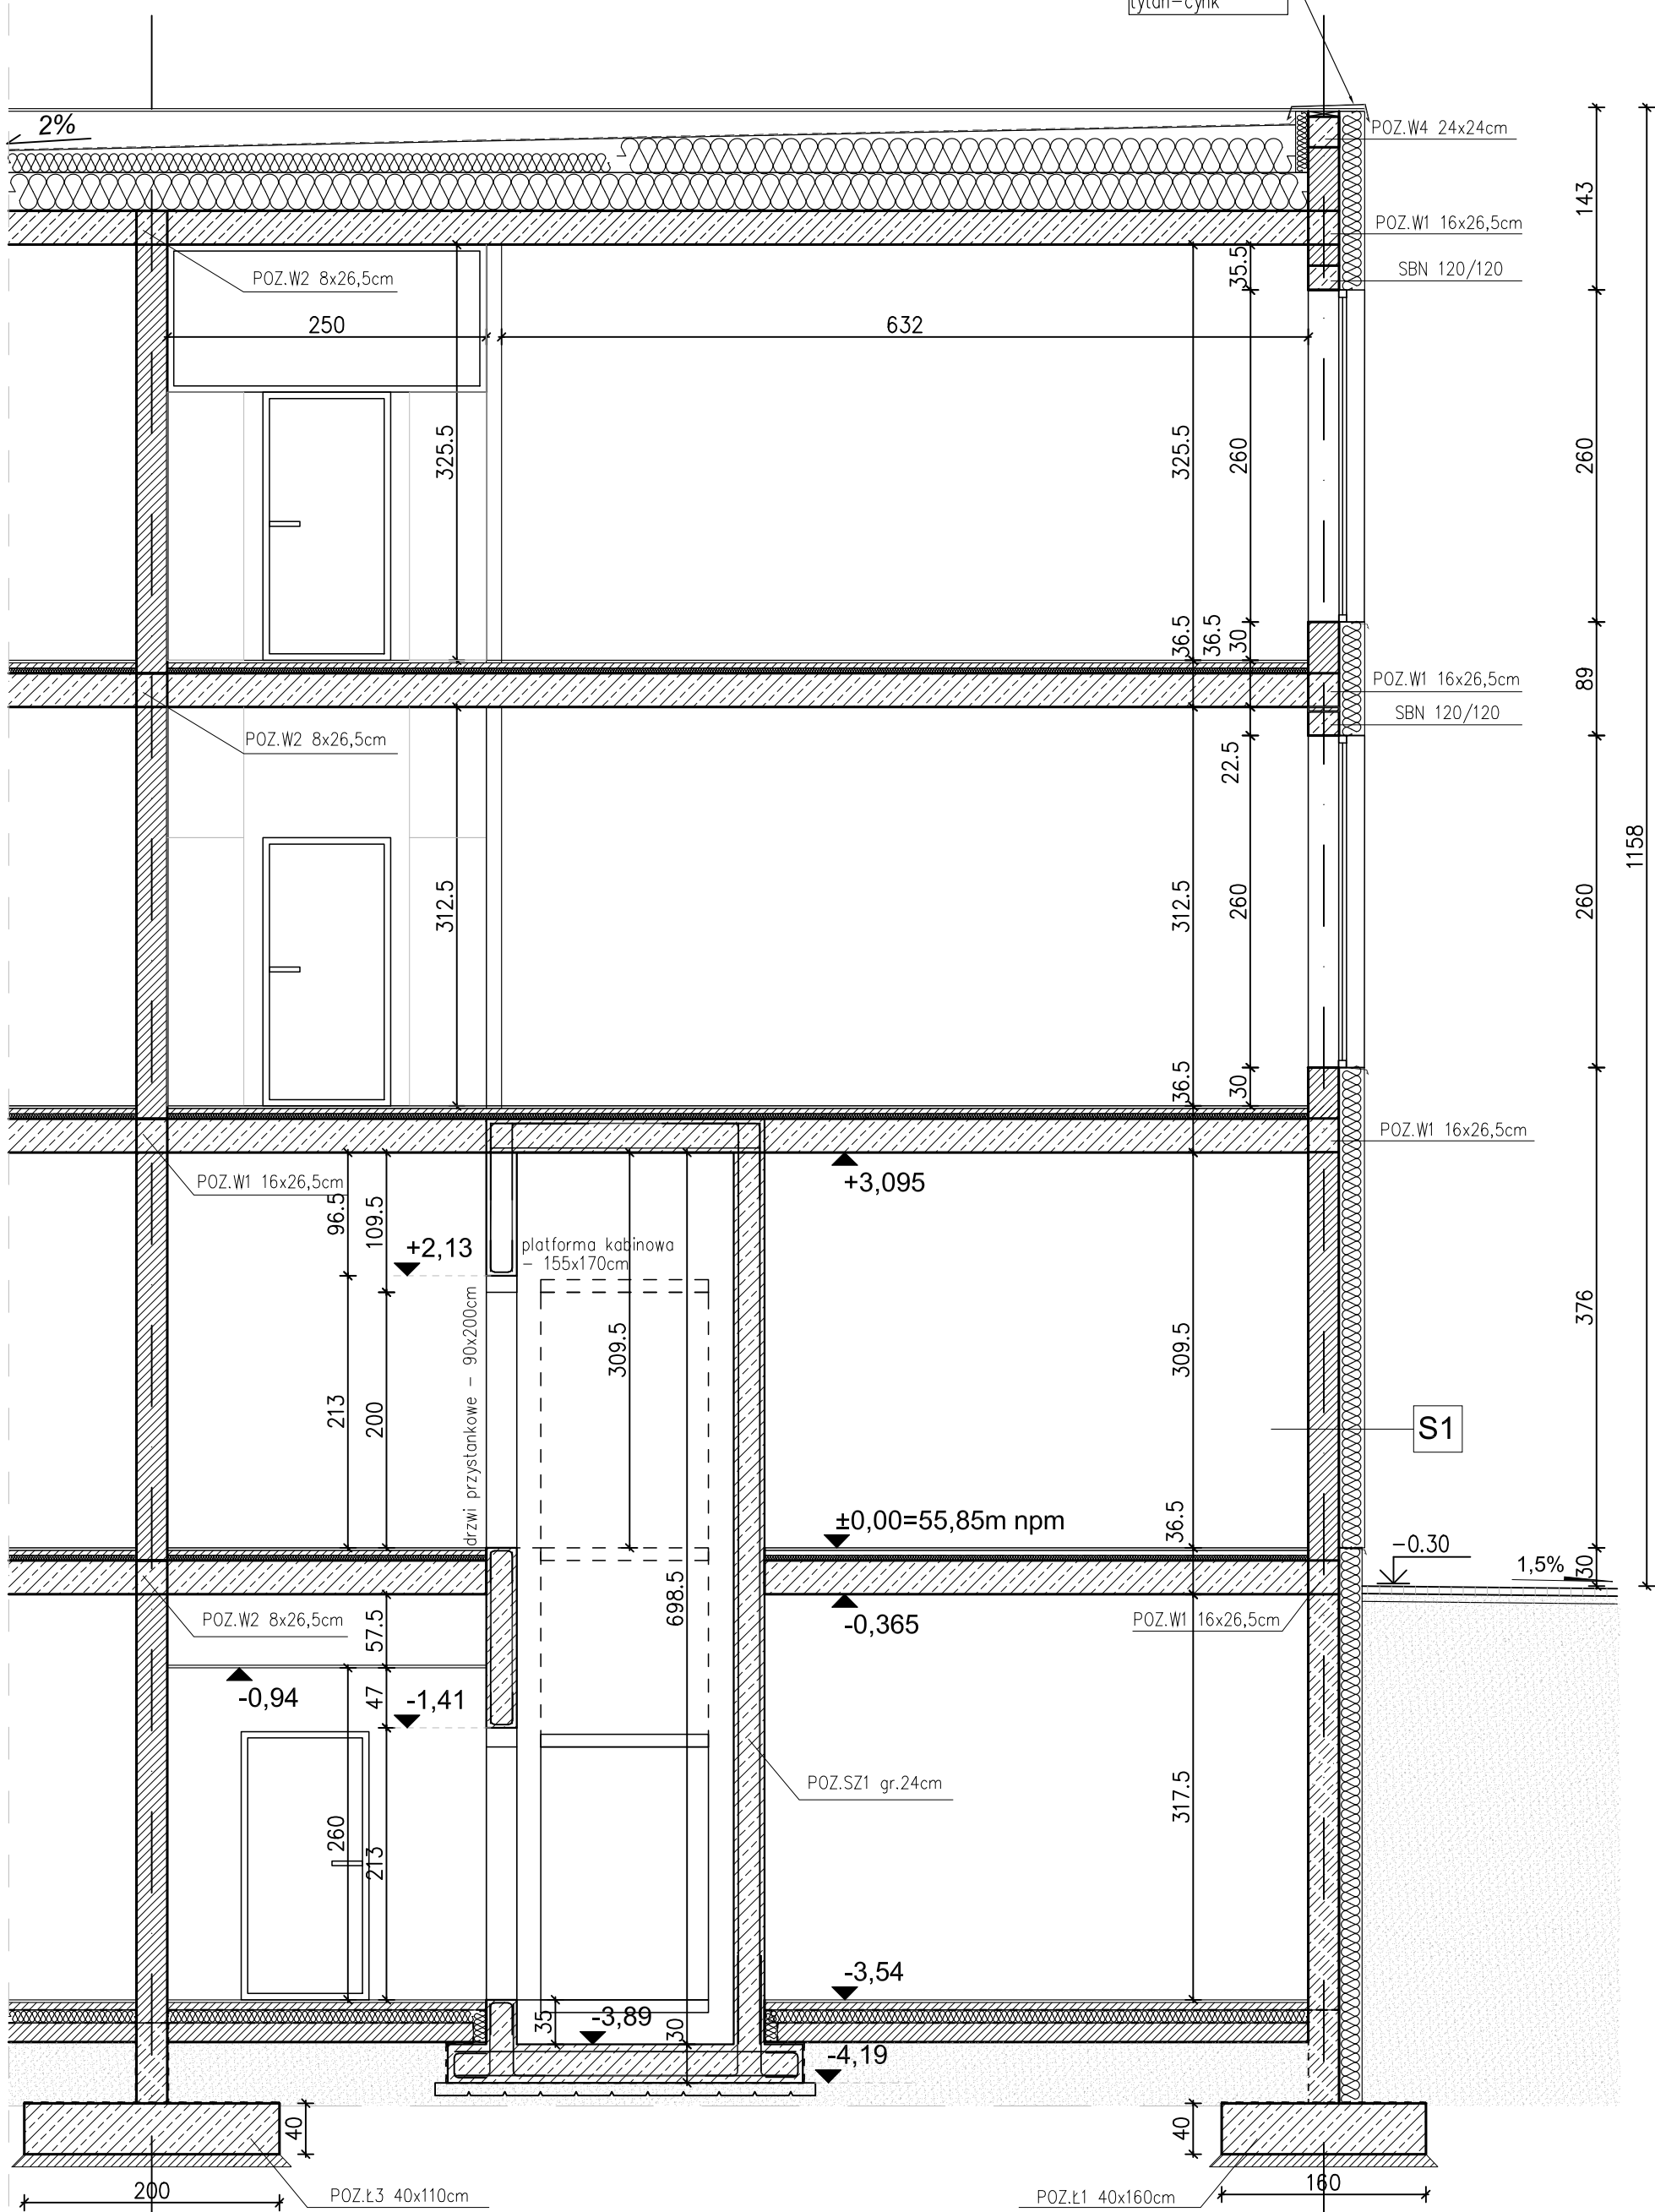 tytan-cynk
2%
POZ.W4 24x24cm
143
POZ.W1 16x26,5cm
35.5
POZ.W2 8x26,5cm
SBN 120/120
250
632
325.5
325.5
260
260
36.5
36.5
30
POZ.W1 16x26,5cm
89
SBN 120/120
POZ.W2 8x26,5cm
22.5
1158
312.5
312.5
260
260
36.5
30
POZ.W1 16x26,5cm
POZ.W1 16x26,5cm
+3,095
96.5
109.5
+2,13
platforma kabinowa
- 155x170cm
drzwi przystankowe - 90x200cm
309.5
309.5
376
213
200
S1
±0,00=55,85m npm
36.5
-0.30
1,5%
30
698.5
POZ.W2 8x26,5cm
57.5
-0,365
POZ.W1 16x26,5cm
-0,94
47
-1,41
POZ.SZ1 gr.24cm
317.5
260
213
-3,54
35
-3,89
30
-4,19
40
40
200
POZ.Ł3 40x110cm
POZ.Ł1 40x160cm
160